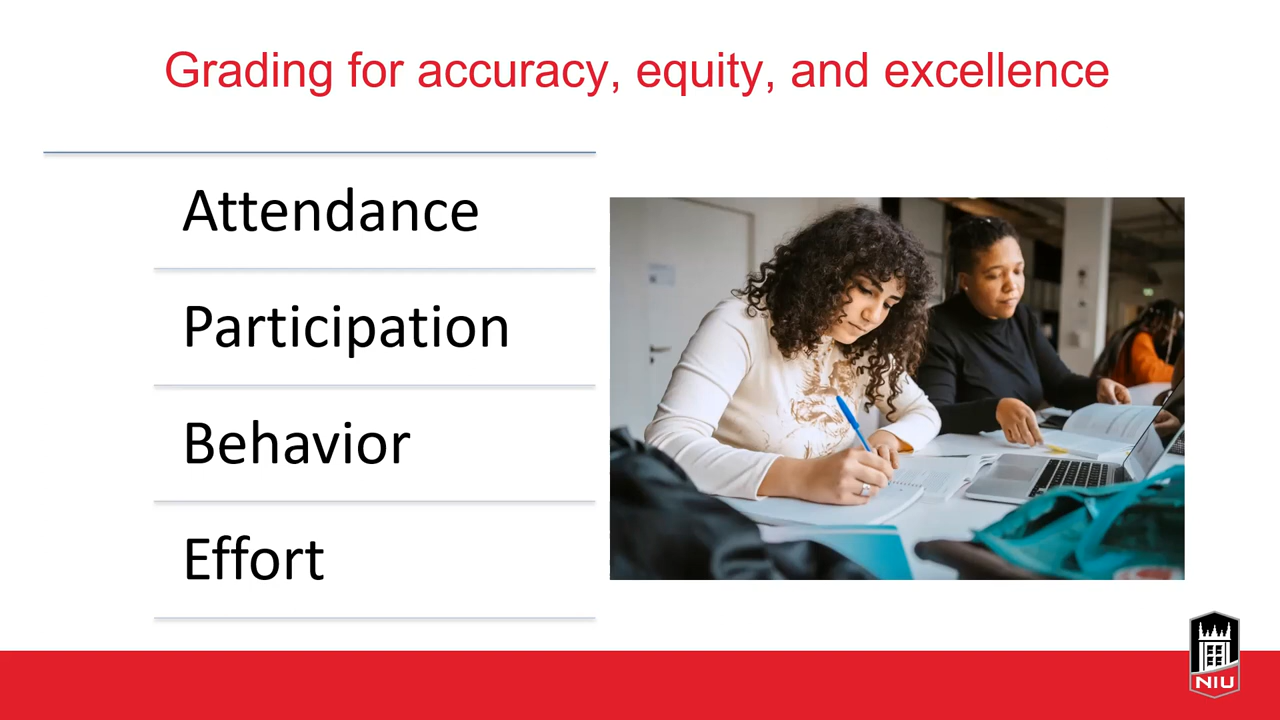 Grading for accuracy, equity, and excellence
Attendance
Participation
Behavior
Effort
NIU